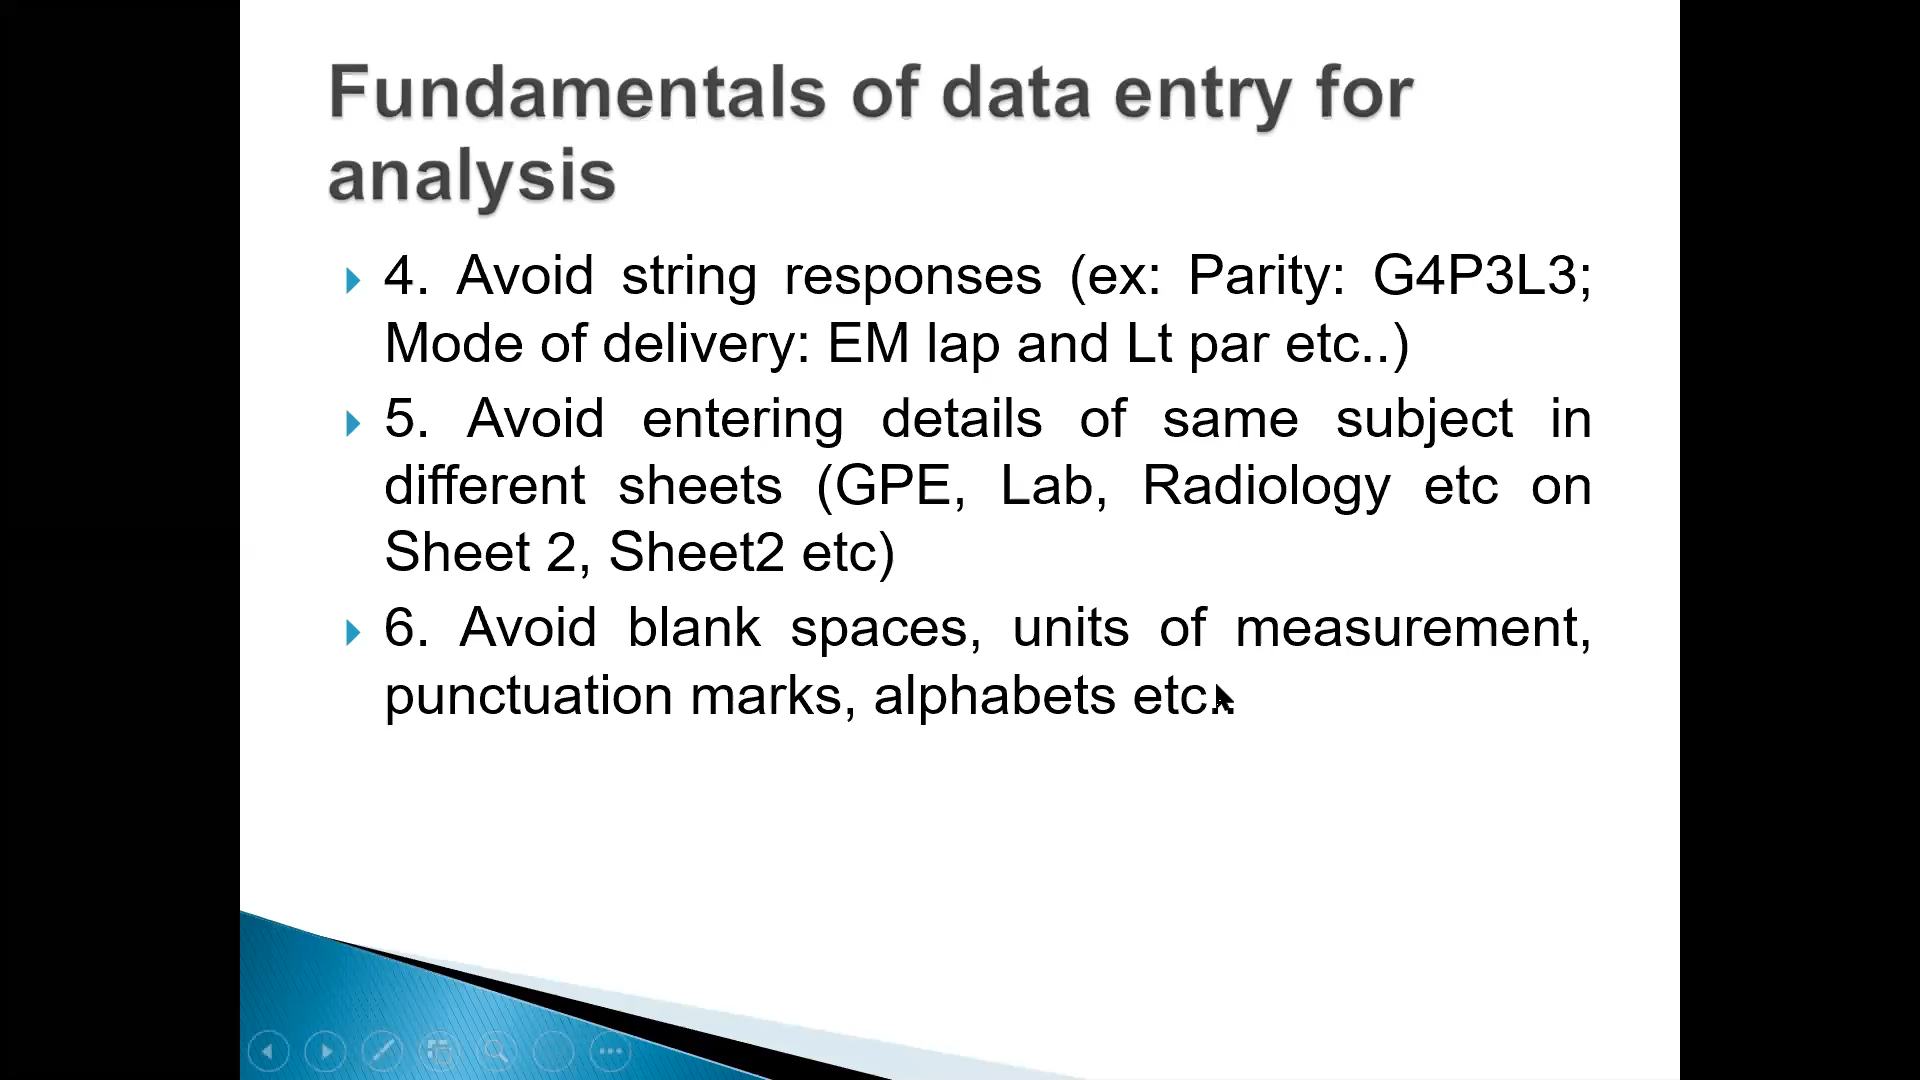 Fundamentals of data entry for
analysis
4. Avoid string responses (ex: Parity: G4P3L3;
Mode of delivery: EM lap and Lt par etc..)
5. Avoid entering details of same subject in
different sheets (GPE, Lab, Radiology etc on
Sheet 2, Sheet2 etc)
6. Avoid blank spaces, units of measurement,
punctuation marks, alphabets etc..